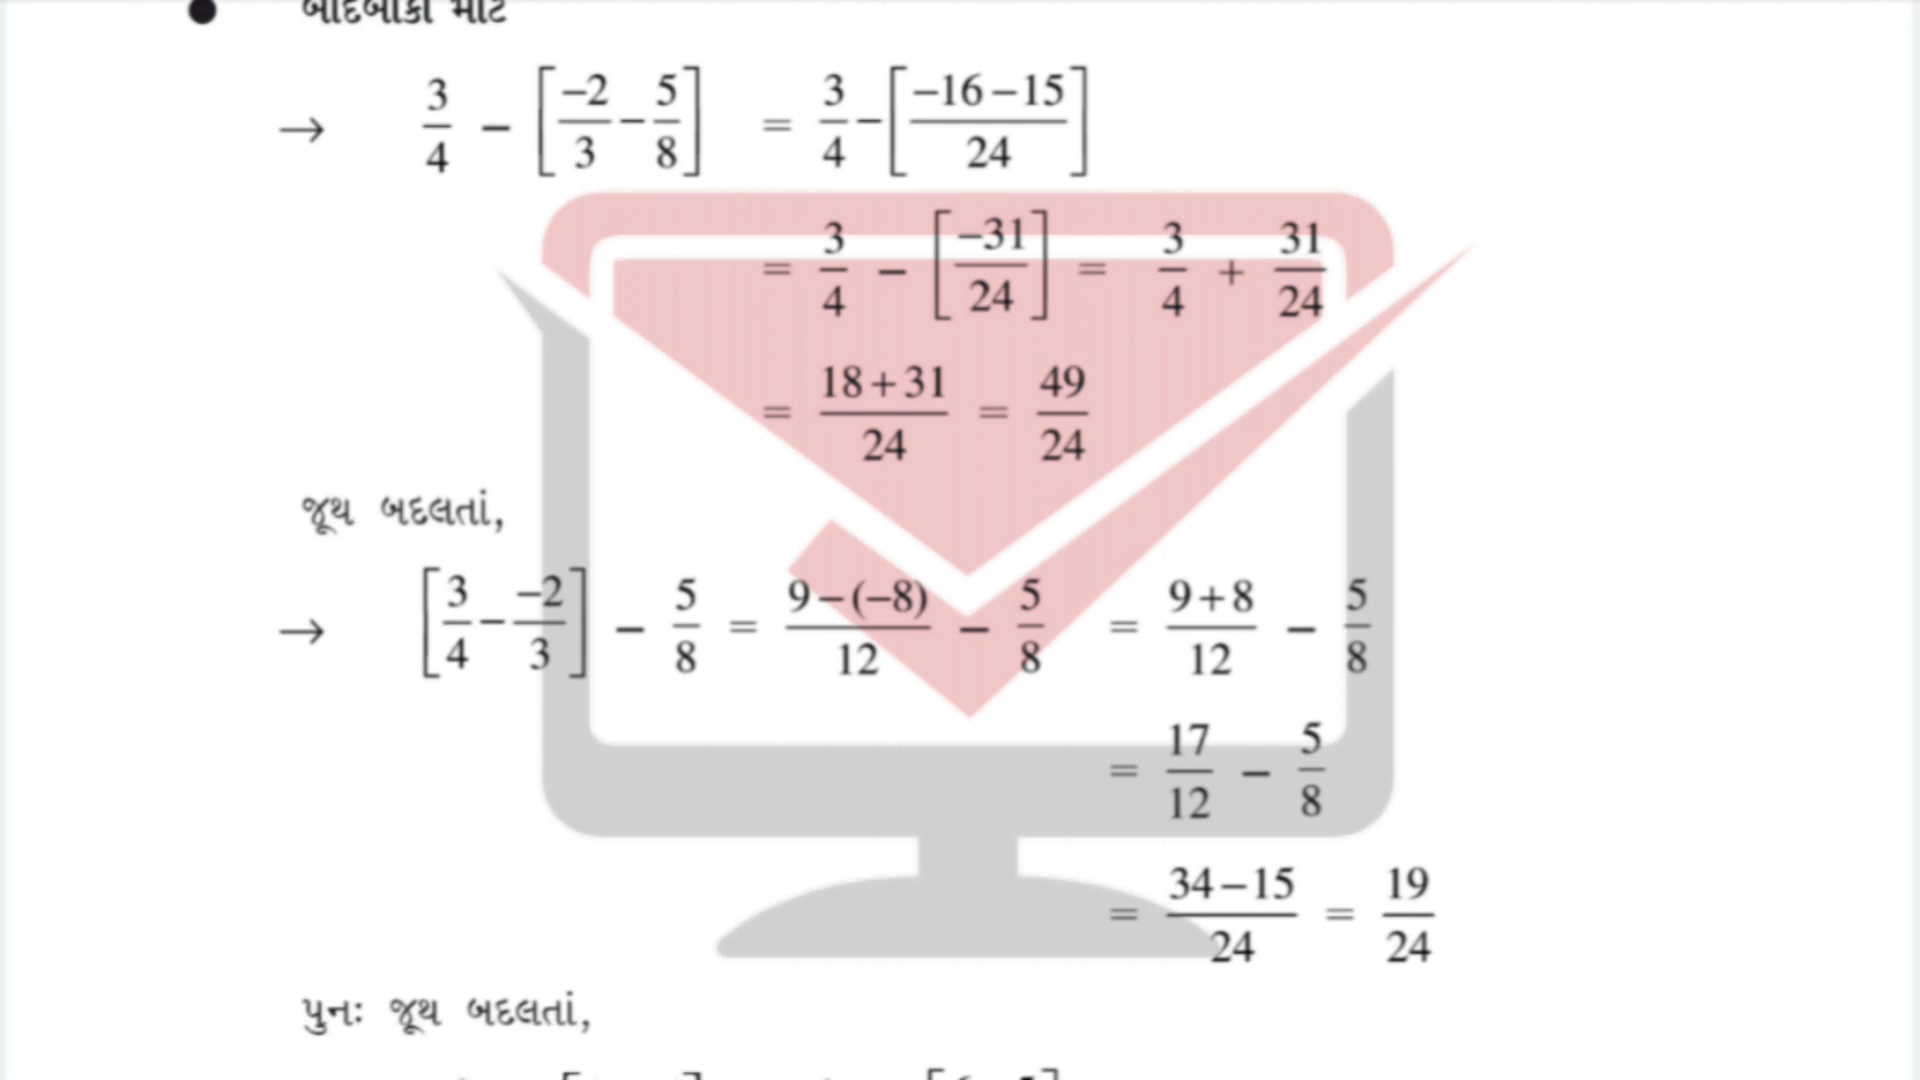 ● બાદબાકી માટે
→ 3/4 − [−2/3 − 5/8] = 3/4 − [−16−15/24]
= 3/4 − [−31/24] = 3/4 + 31/24
= 18+31/24 = 49/24
જૂથ બદલતાં,
→ [3/4 − −2/3] − 5/8 = 9−(−8)/12 − 5/8 = 9+8/12 − 5/8
= 17/12 − 5/8
= 34−15/24 = 19/24
પુનઃ જૂથ બદલતાં,